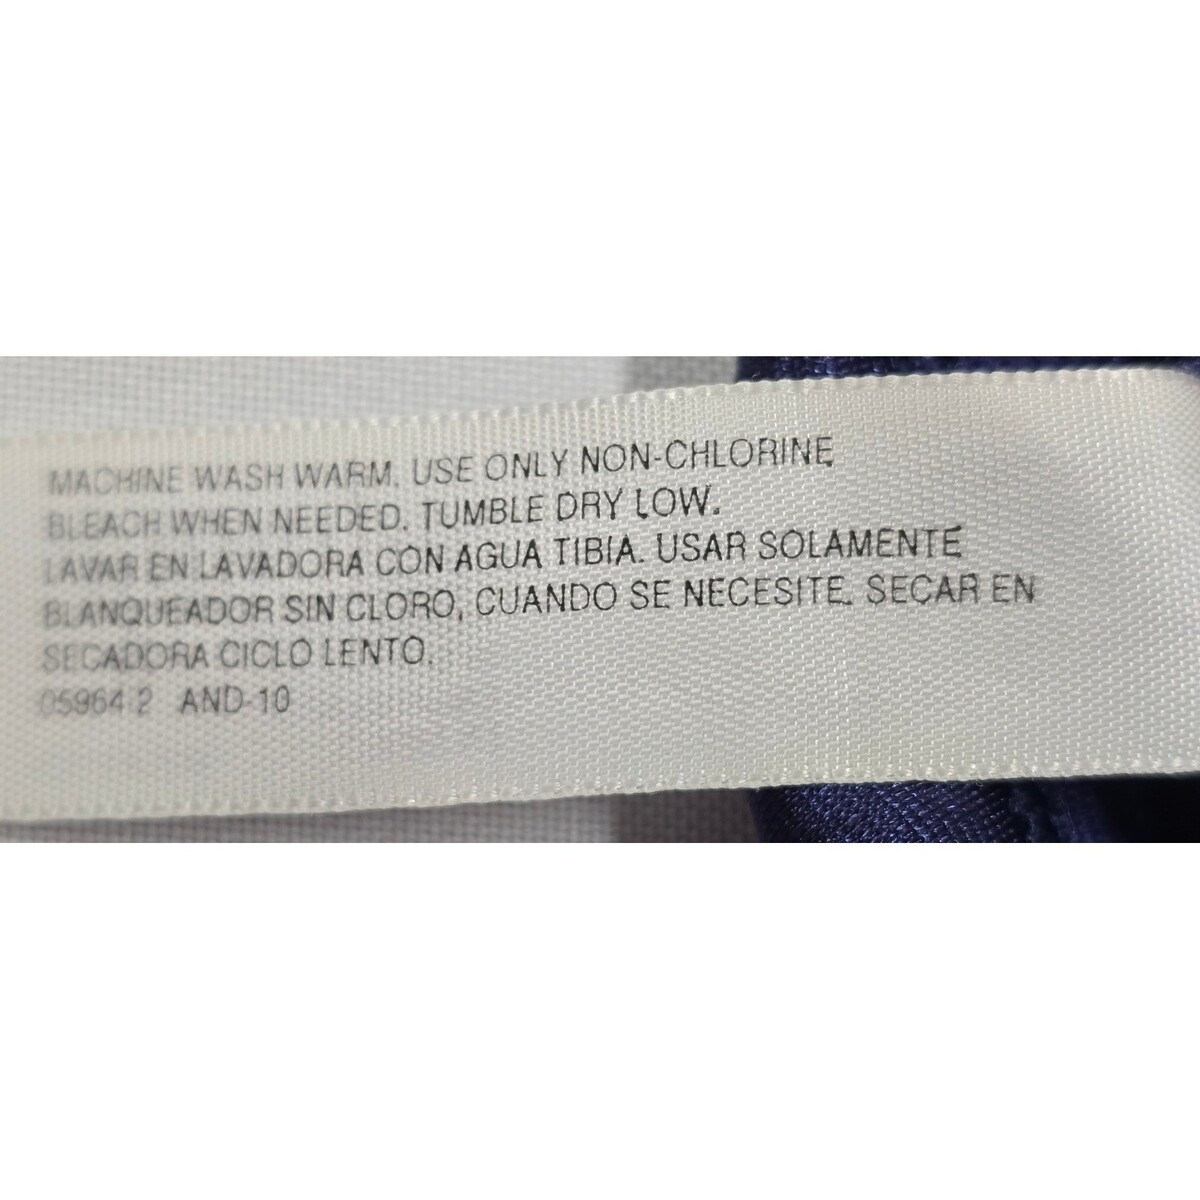 MACHINE WASH WARM. USE ONLY NON-CHLORINE
BLEACH WHEN NEEDED. TUMBLE DRY LOW.
LAVAR EN LAVADORA CON AGUA TIBIA. USAR SOLAMENTE
BLANQUEADOR SIN CLORO, CUANDO SE NECESITE. SECAR EN
SECADORA CICLO LENTO.
05964 2 AND-10